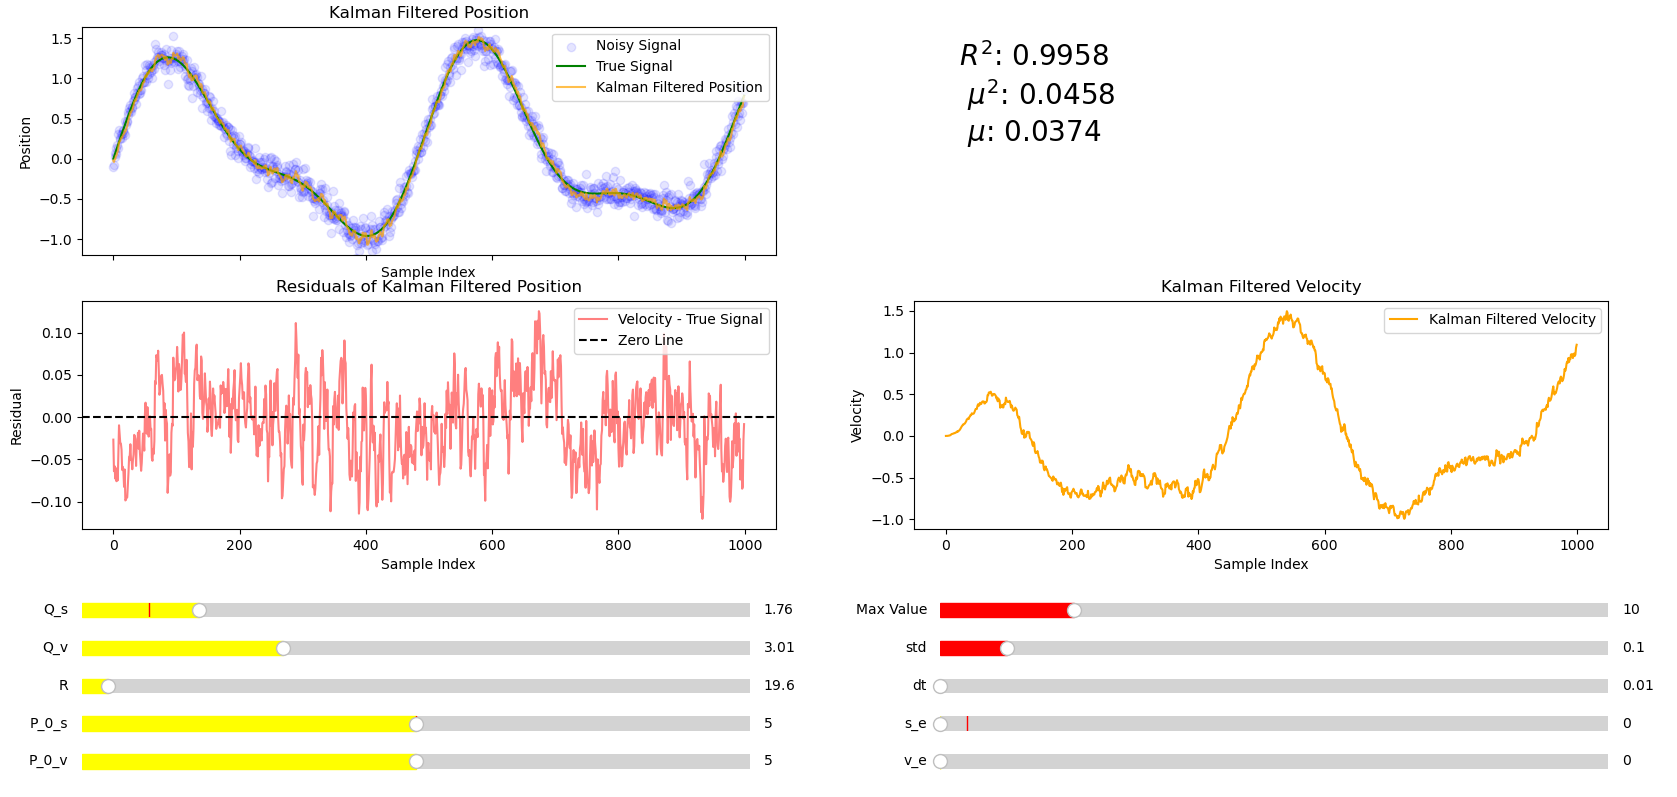 Kalman Filtered Position
Position
1.5
1.0
0.5
0.0
−0.5
−1.0
Noisy Signal
True Signal
Kalman Filtered Position
Sample Index
R²: 0.9958
μ²: 0.0458
μ: 0.0374
Residuals of Kalman Filtered Position
Residual
0.10
0.05
0.00
−0.05
−0.10
Velocity - True Signal
Zero Line
0 200 400 600 800 1000
Sample Index
Kalman Filtered Velocity
Velocity
1.5
1.0
0.5
0.0
−0.5
−1.0
Kalman Filtered Velocity
0 200 400 600 800 1000
Sample Index
Q_s 1.76
Q_v 3.01
R 19.6
P_0_s 5
P_0_v 5
Max Value 10
std 0.1
dt 0.01
s_e 0
v_e 0